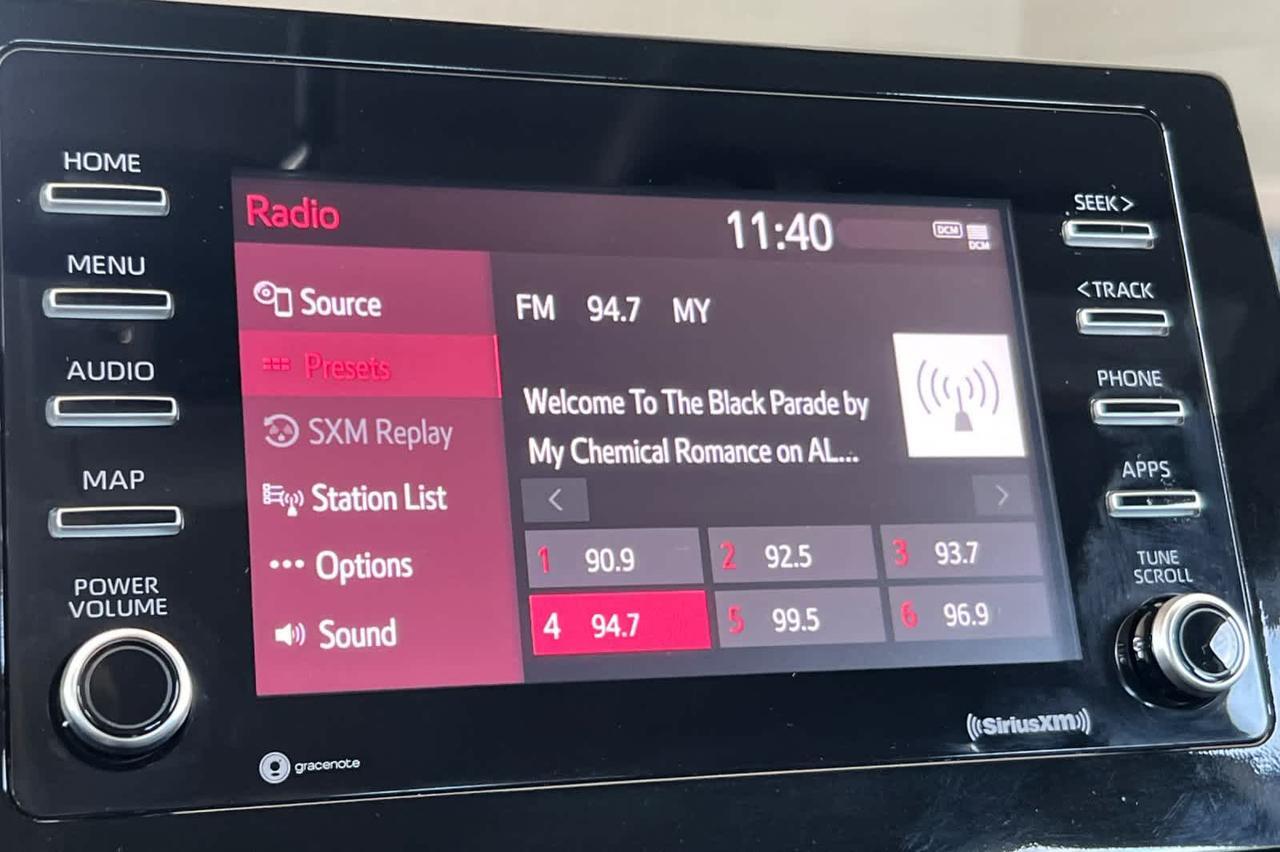 HOME
MENU
AUDIO
MAP
POWER
VOLUME
Radio
11:40
DCM
DCM
Source
Presets
SXM Replay
Station List
Options
Sound
FM 94.7 MY
Welcome To The Black Parade by
My Chemical Romance on AL...
1 90.9 2 92.5 3 93.7
4 94.7 5 99.5 6 96.9
SEEK>
<TRACK
PHONE
APPS
TUNE
SCROLL
gracenote
SiriusXM